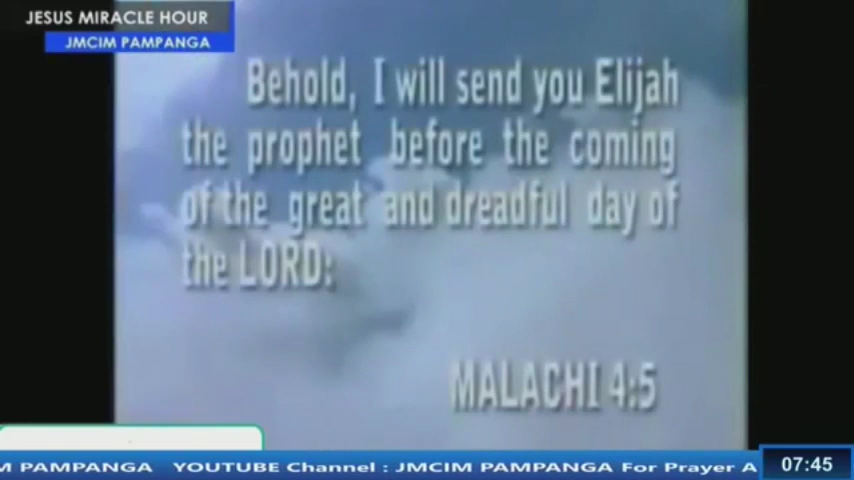 JESUS MIRACLE HOUR
JMCIM PAMPANGA
Behold, I will send you Elijah
the prophet before the coming
of the great and dreadful day of
the LORD:
MALACHI 4:5
M PAMPANGA YOUTUBE Channel : JMCIM PAMPANGA For Prayer A
07:45